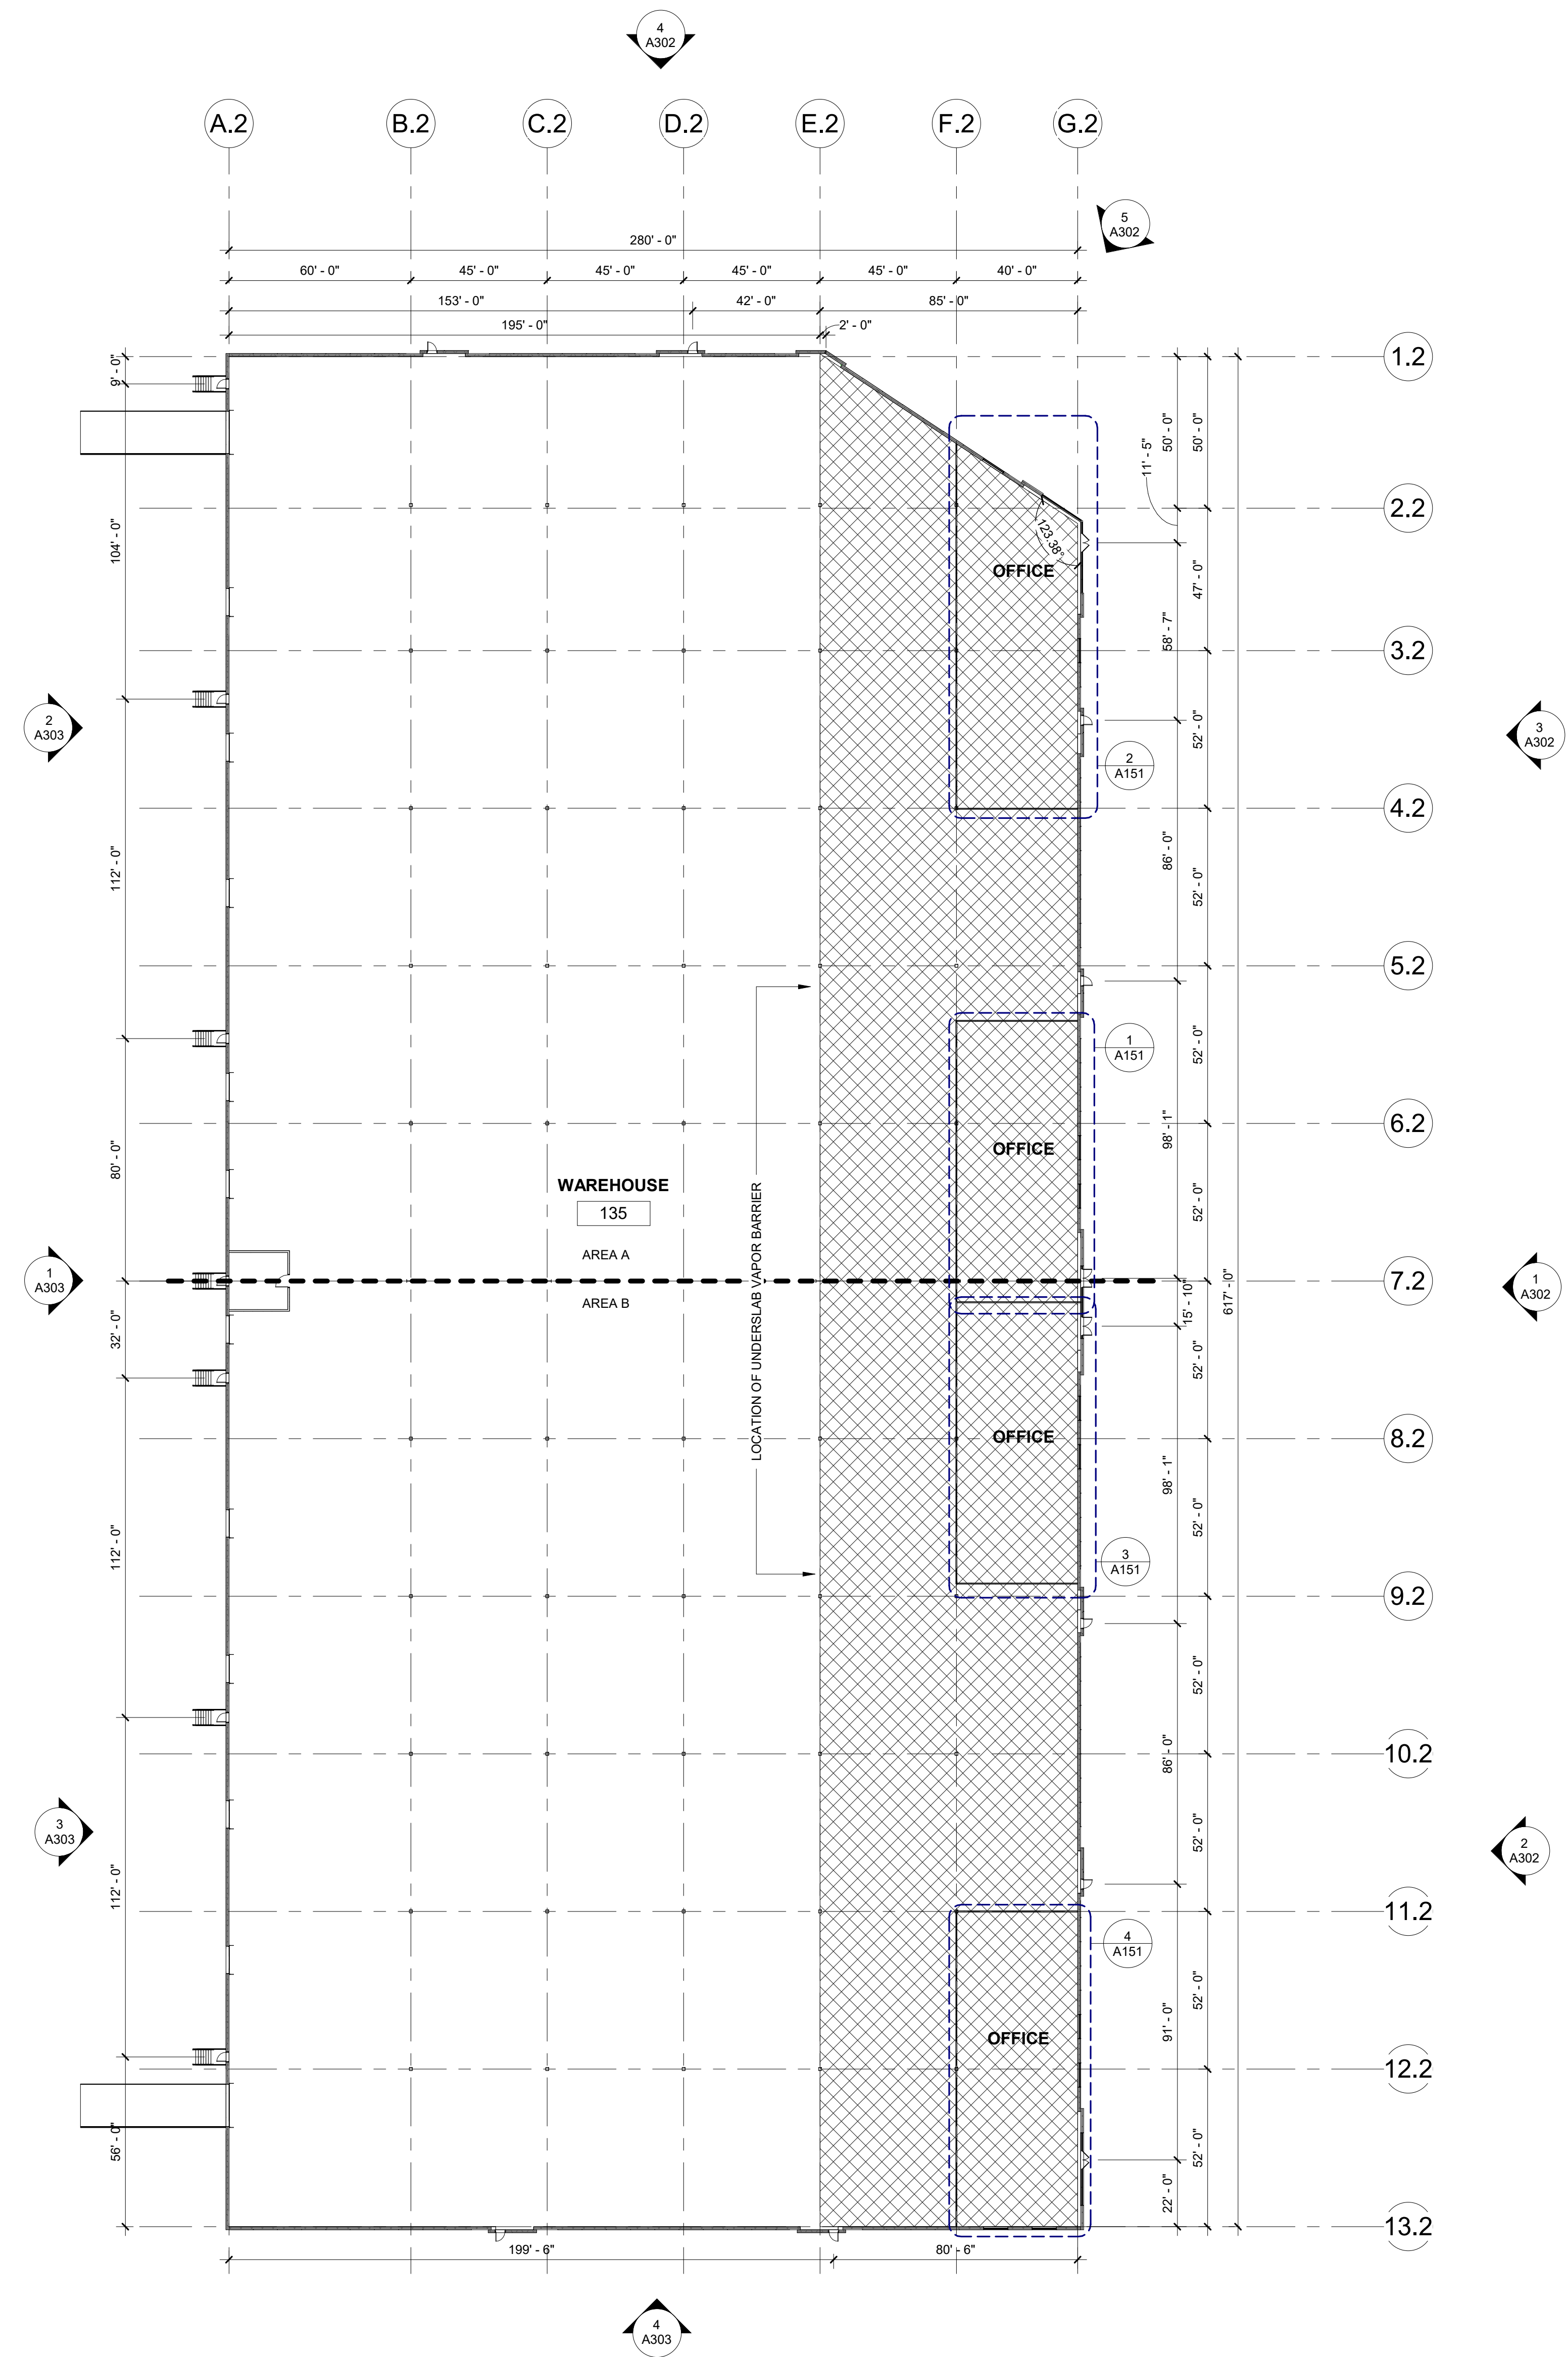 4
A302
A.2
B.2
C.2
D.2
E.2
F.2
G.2
5
A302
280' - 0"
60' - 0"
45' - 0"
45' - 0"
45' - 0"
45' - 0"
40' - 0"
153' - 0"
42' - 0"
85' - 0"
195' - 0"
2' - 0"
1.2
9' - 0"
50' - 0"
50' - 0"
11' - 5"
2.2
104' - 0"
123.38°
OFFICE
47' - 0"
58' - 7"
3.2
2
A303
52' - 0"
3
A302
2
A151
4.2
112' - 0"
86' - 0"
52' - 0"
5.2
1
A151
52' - 0"
98' - 1"
6.2
80' - 0"
OFFICE
WAREHOUSE
135
52' - 0"
AREA A
1
A303
7.2
1
A302
AREA B
15' - 10"
617' - 0"
32' - 0"
LOCATION OF UNDERSLAB VAPOR BARRIER
52' - 0"
OFFICE
8.2
98' - 1"
112' - 0"
52' - 0"
3
A151
9.2
52' - 0"
10.2
86' - 0"
3
A303
52' - 0"
2
A302
112' - 0"
11.2
4
A151
52' - 0"
91' - 0"
OFFICE
12.2
56' - 0"
52' - 0"
22' - 0"
13.2
199' - 6"
80' - 6"
4
A303